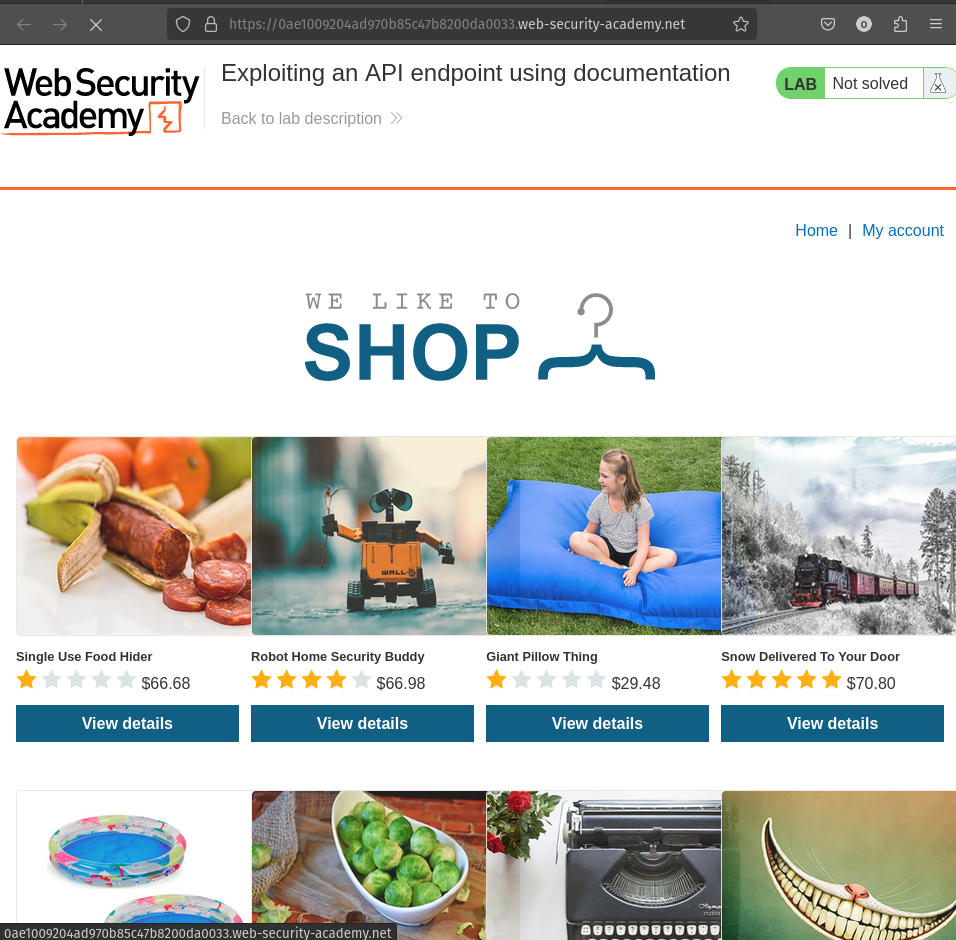 https://0ae1009204ad970b85c47b8200da0033.web-security-academy.net
Web Security
Academy
Exploiting an API endpoint using documentation
Back to lab description
LAB Not solved
Home | My account
WE LIKE TO
SHOP
WALL·E
Single Use Food Hider
$66.68
View details
Robot Home Security Buddy
$66.98
View details
Giant Pillow Thing
$29.48
View details
Snow Delivered To Your Door
$70.80
View details
0ae1009204ad970b85c47b8200da0033.web-security-academy.net